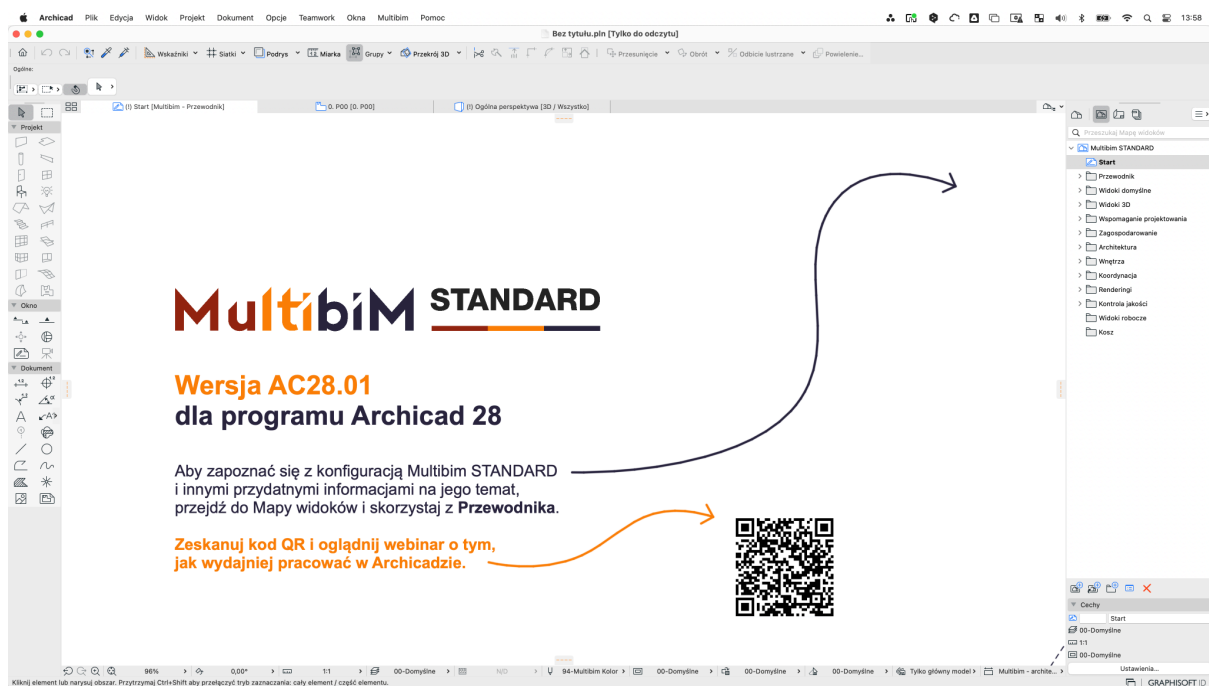 Archicad Plik Edycja Widok Projekt Dokument Opcje Teamwork Okna Multibim Pomoc 13:58
Bez tytułu.pln [Tylko do odczytu]
Wskaźniki Siatki Podrys Miarka Grupy Przekrój 3D Przesunięcie Obrót Odbicie lustrzane Powielenie...
Ogólne:
(!) Start [Multibim - Przewodnik] 0. P00 [0. P00] (!) Ogólna perspektywa [3D / Wszystko]
Projekt
Okno
Dokument
MultibiM STANDARD
Wersja AC28.01
dla programu Archicad 28
Aby zapoznać się z konfiguracją Multibim STANDARD
i innymi przydatnymi informacjami na jego temat,
przejdź do Mapy widoków i skorzystaj z Przewodnika.
Zeskanuj kod QR i oglądnij webinar o tym,
jak wydajniej pracować w Archicadzie.
Przeszukaj Mapę widoków
Multibim STANDARD
Start
Przewodnik
Widoki domyślne
Widoki 3D
Wspomaganie projektowania
Zagospodarowanie
Architektura
Wnętrza
Koordynacja
Renderingi
Kontrola jakości
Widoki robocze
Kosz
Cechy
Start
00-Domyślne
1:1
00-Domyślne
Ustawienia...
96% 0,00° 1:1 00-Domyślne N/D 94-Multibim Kolor 00-Domyślne 00-Domyślne 00-Domyślne Tylko główny model Multibim - archite...
Kliknij element lub narysuj obszar. Przytrzymaj Ctrl+Shift aby przełączyć tryb zaznaczania: cały element / część elementu.
GRAPHISOFT ID